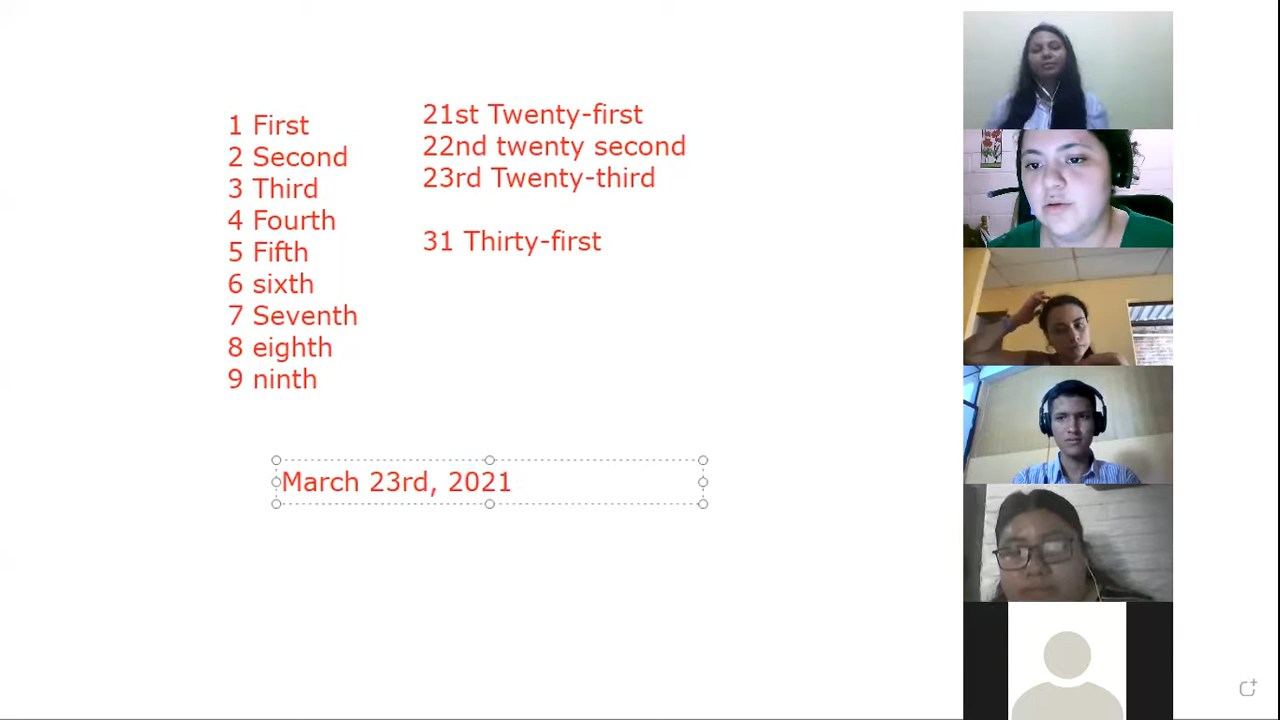 1 First
2 Second
3 Third
4 Fourth
5 Fifth
6 sixth
7 Seventh
8 eighth
9 ninth
21st Twenty-first
22nd twenty second
23rd Twenty-third
31 Thirty-first
March 23rd, 2021